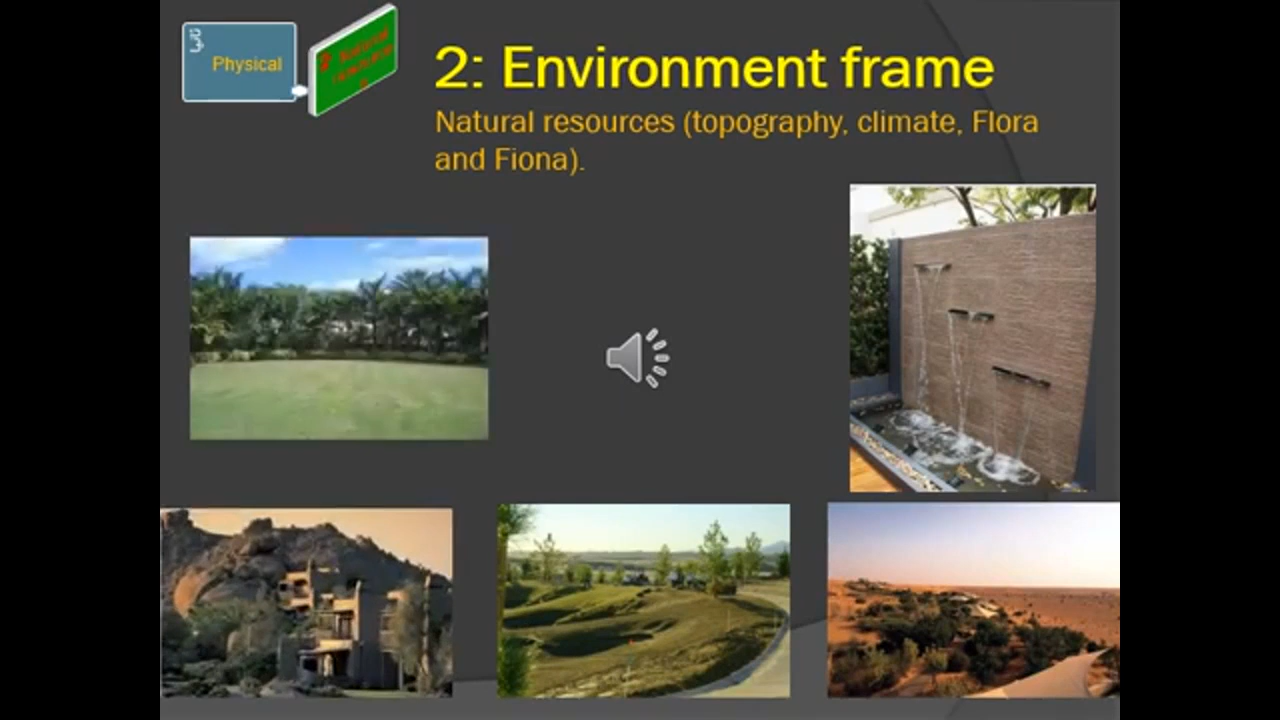 Physical
2: Environment frame
Natural resources (topography, climate, Flora
and Fiona).